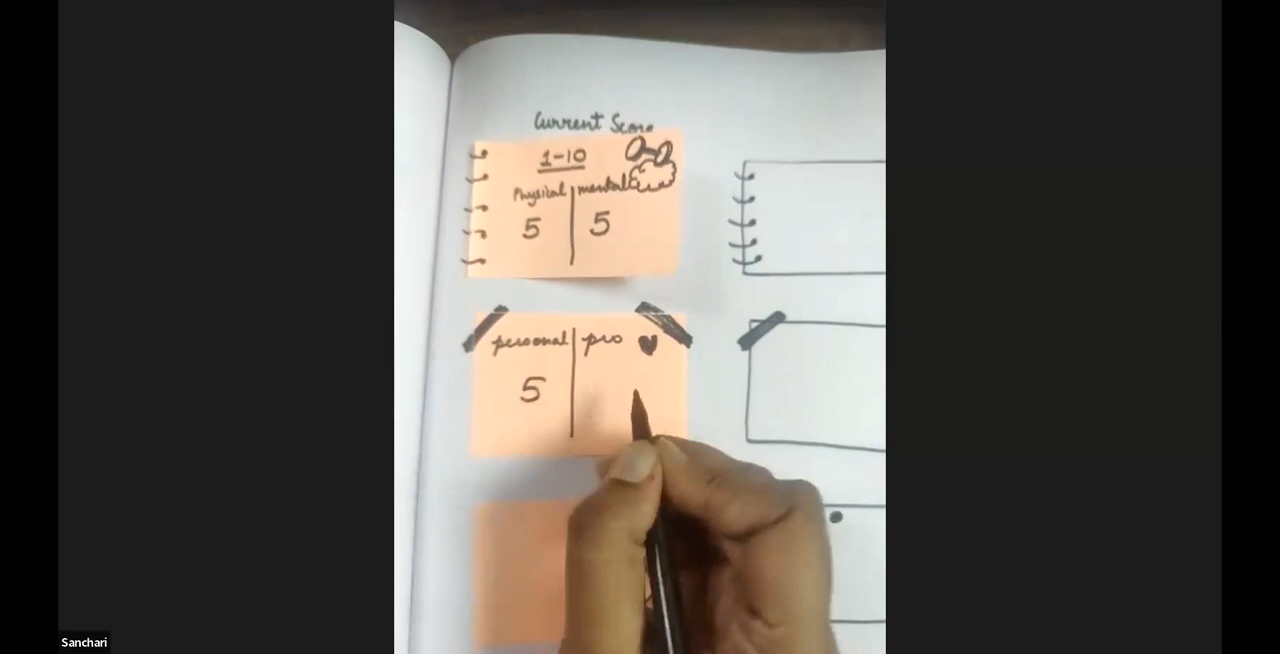 Current Score
1-10
Physical | mental
5 | 5
personal | pro
5
Sanchari